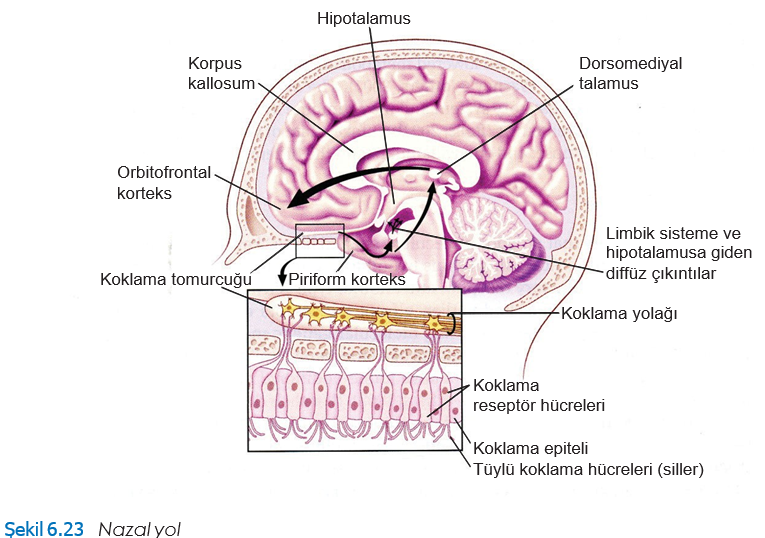 Hipotalamus
Korpus
kallosum
Dorsomediyal
talamus
Orbitofrontal
korteks
Limbik sisteme ve
hipotalamusa giden
diffüz çıkıntılar
Koklama tomurcuğu
Piriform korteks
Koklama yolağı
Koklama
reseptör hücreleri
Koklama epiteli
Tüylü koklama hücreleri (siller)
Şekil 6.23 Nazal yol